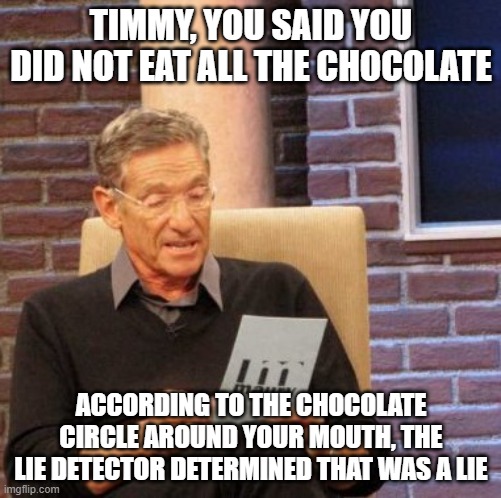 TIMMY, YOU SAID YOU
DID NOT EAT ALL THE CHOCOLATE
ACCORDING TO THE CHOCOLATE
CIRCLE AROUND YOUR MOUTH, THE
LIE DETECTOR DETERMINED THAT WAS A LIE
imgflip.com